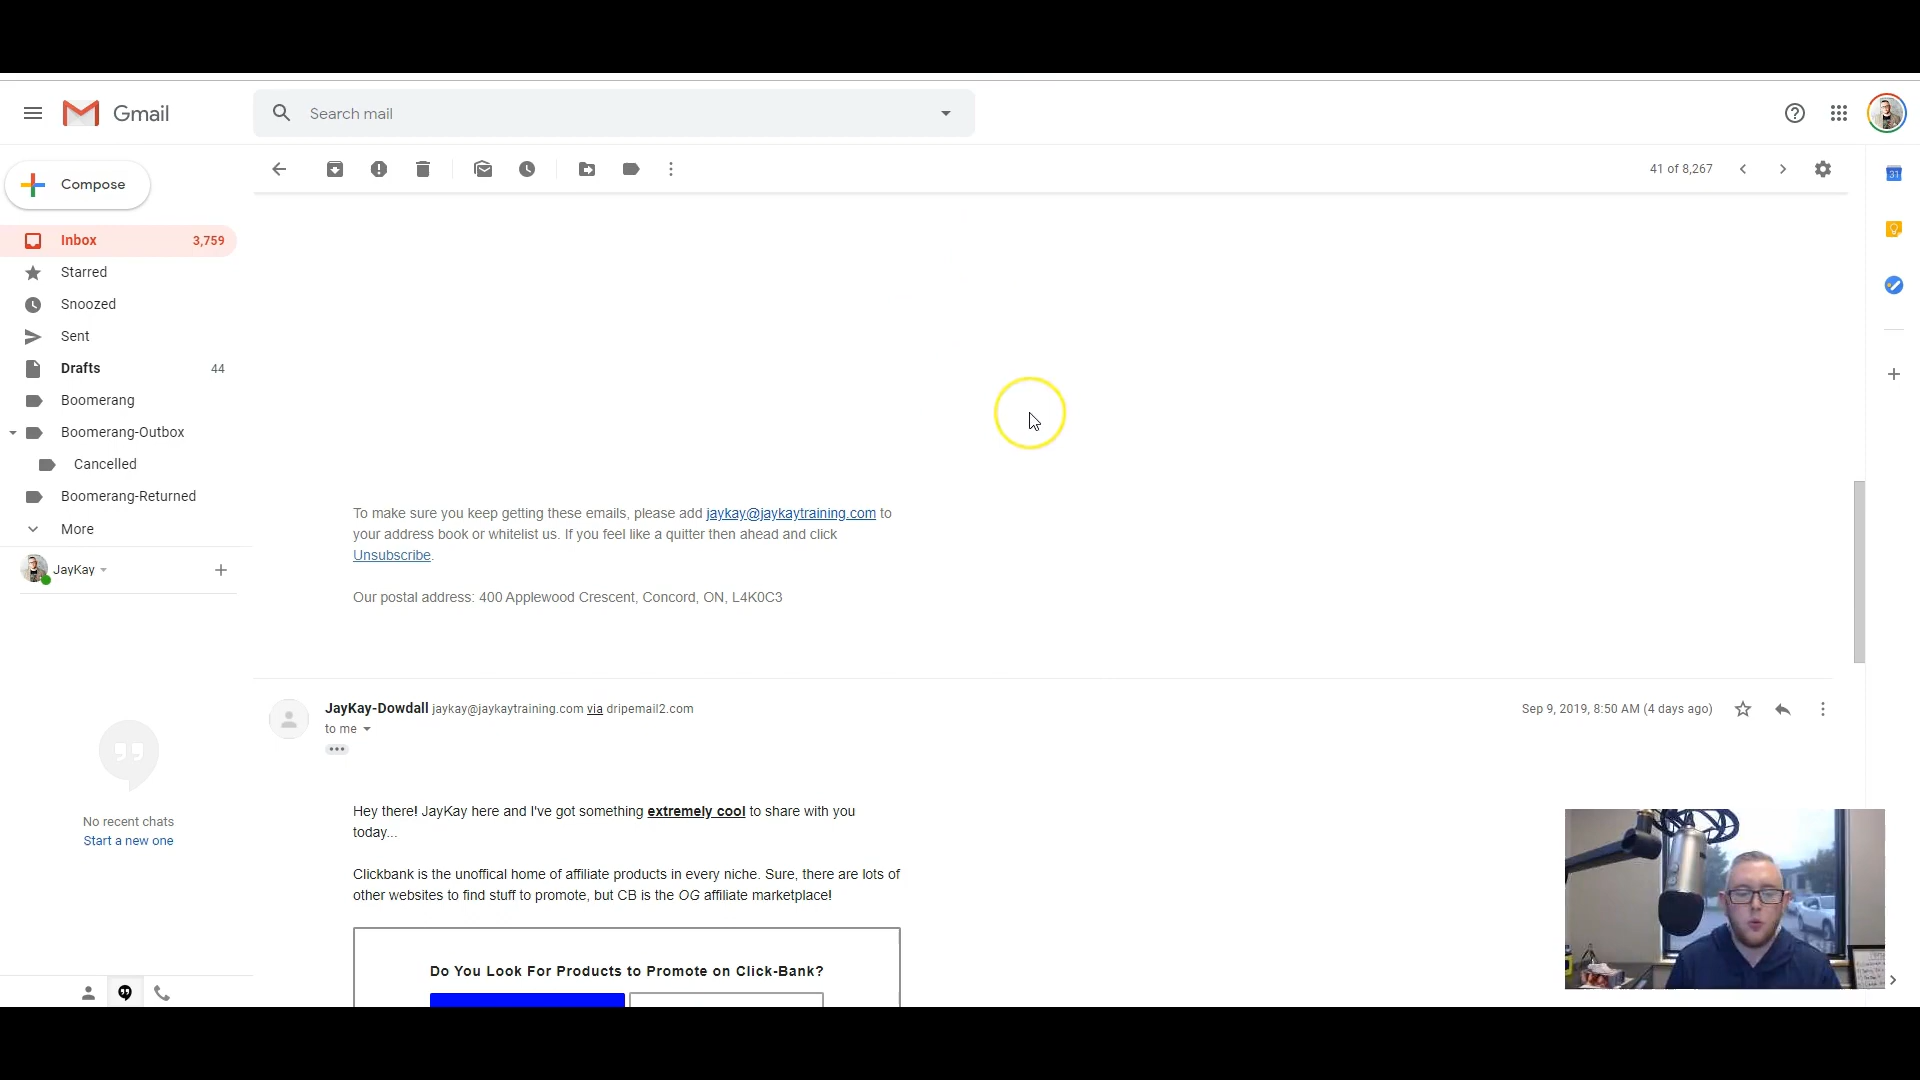 Gmail
Search mail
Compose
41 of 8,267
31
Inbox 3,759
Starred
Snoozed
Sent
Drafts 44
Boomerang
Boomerang-Outbox
Cancelled
Boomerang-Returned
More
JayKay
No recent chats
Start a new one
To make sure you keep getting these emails, please add jaykay@jaykaytraining.com to
your address book or whitelist us. If you feel like a quitter then ahead and click
Unsubscribe.
Our postal address: 400 Applewood Crescent, Concord, ON, L4K0C3
JayKay-Dowdall jaykay@jaykaytraining.com via dripemail2.com
Sep 9, 2019, 8:50 AM (4 days ago)
to me
Hey there! JayKay here and I've got something extremely cool to share with you
today...
Clickbank is the unoffical home of affiliate products in every niche. Sure, there are lots of
other websites to find stuff to promote, but CB is the OG affiliate marketplace!
Do You Look For Products to Promote on Click-Bank?